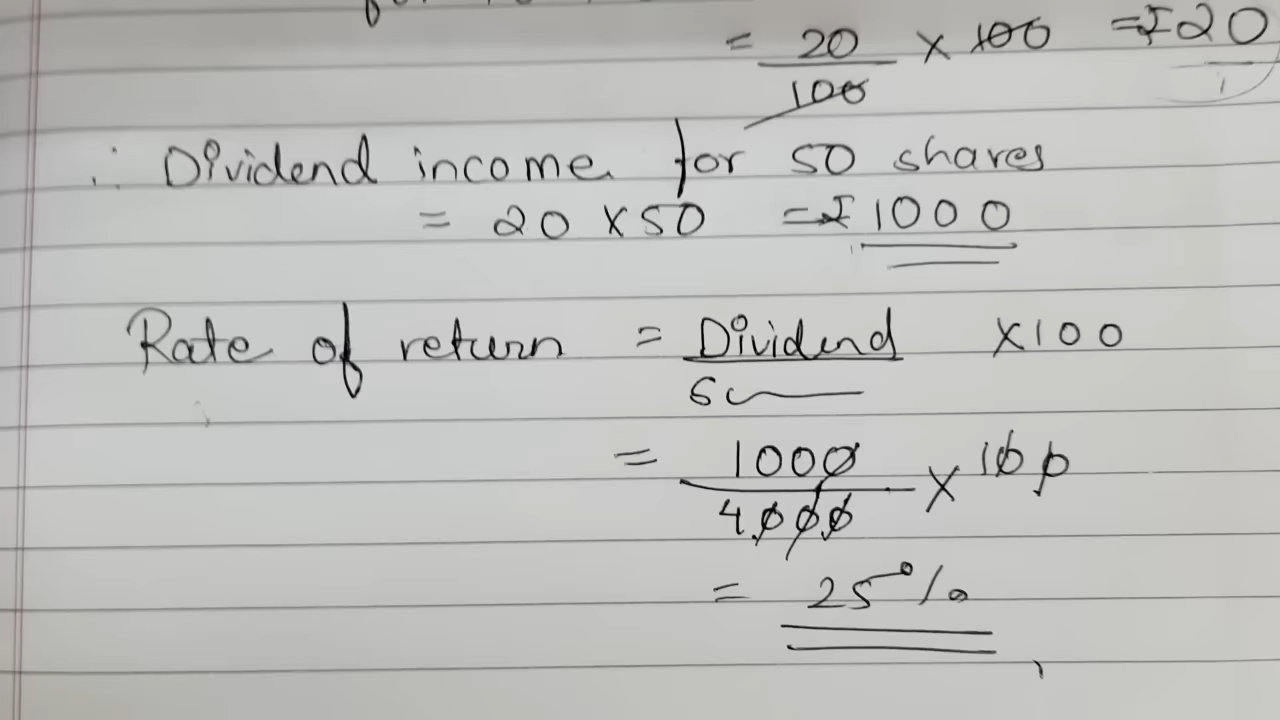 = 20/100 × 100 = ₹20
∴ Dividend income for 50 shares
= 20 × 50 = ₹1000
Rate of return = Dividend/S × 100
= 1000/4000 × 100
= 25%